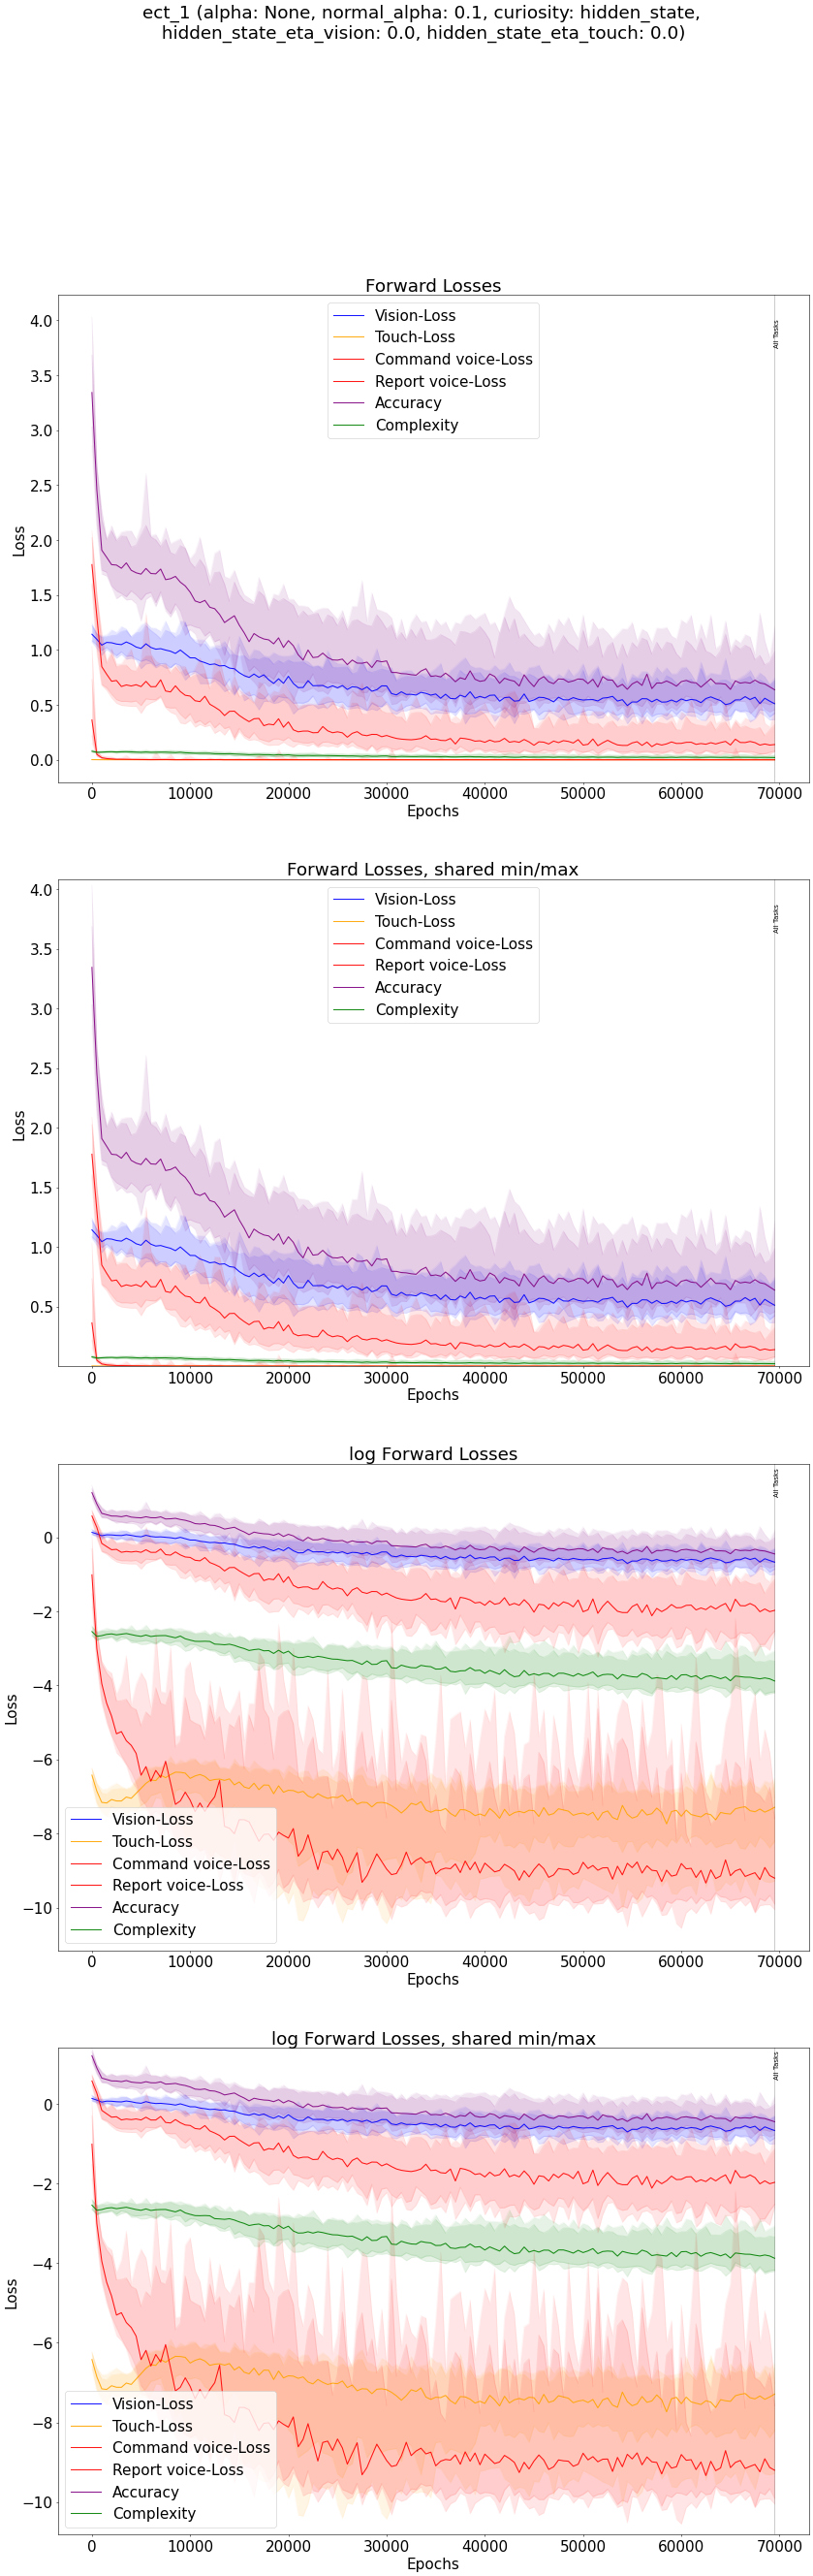 ect_1 (alpha: None, normal_alpha: 0.1, curiosity: hidden_state,
hidden_state_eta_vision: 0.0, hidden_state_eta_touch: 0.0)
Forward Losses
Vision-Loss
Touch-Loss
Command voice-Loss
Report voice-Loss
Accuracy
Complexity
All Tasks
4.0
3.5
3.0
2.5
2.0
1.5
1.0
0.5
0.0
Loss
0 10000 20000 30000 40000 50000 60000 70000
Epochs
Forward Losses, shared min/max
Vision-Loss
Touch-Loss
Command voice-Loss
Report voice-Loss
Accuracy
Complexity
All Tasks
4.0
3.5
3.0
2.5
2.0
1.5
1.0
0.5
Loss
0 10000 20000 30000 40000 50000 60000 70000
Epochs
log Forward Losses
All Tasks
0
−2
−4
−6
−8
−10
Loss
Vision-Loss
Touch-Loss
Command voice-Loss
Report voice-Loss
Accuracy
Complexity
0 10000 20000 30000 40000 50000 60000 70000
Epochs
log Forward Losses, shared min/max
All Tasks
0
−2
−4
−6
−8
−10
Loss
Vision-Loss
Touch-Loss
Command voice-Loss
Report voice-Loss
Accuracy
Complexity
0 10000 20000 30000 40000 50000 60000 70000
Epochs